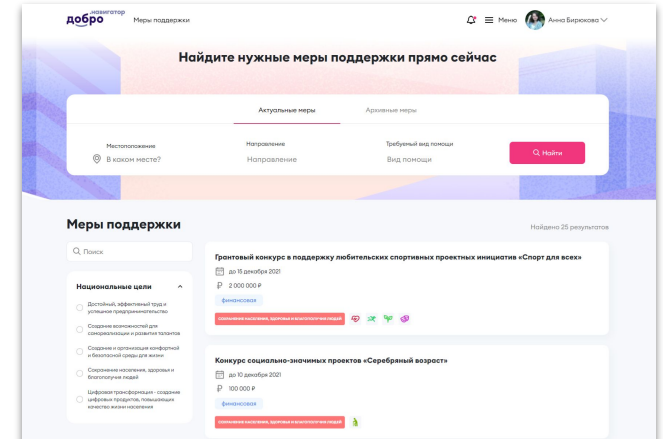 .навигатор
добро
Меры поддержки
Меню
Анна Бирюкова
Найдите нужные меры поддержки прямо сейчас
Актуальные меры
Архивные меры
Местоположение
В каком месте?
Направление
Направление
Требуемый вид помощи
Вид помощи
Найти
Меры поддержки
Найдено 25 результатов
Поиск
Национальные цели
Достойный, эффективный труд и
успешное предпринимательство
Создание возможностей для
самореализации и развития талантов
Создание и организация комфортной
и безопасной среды для жизни
Сохранение населения, здоровья и
благополучия людей
Цифровая трансформация - создание
цифровых продуктов, повышающих
качество жизни населения
Грантовый конкурс в поддержку любительских спортивных проектных инициатив «Спорт для всех»
до 15 декабря 2021
₽ 2 000 000 ₽
финансовая
СОХРАНЕНИЕ НАСЕЛЕНИЯ, ЗДОРОВЬЯ И БЛАГОПОЛУЧИЯ ЛЮДЕЙ
Конкурс социально-значимых проектов «Серебряный возраст»
до 10 декабря 2021
₽ 100 000 ₽
финансовая
СОХРАНЕНИЕ НАСЕЛЕНИЯ, ЗДОРОВЬЯ И БЛАГОПОЛУЧИЯ ЛЮДЕЙ